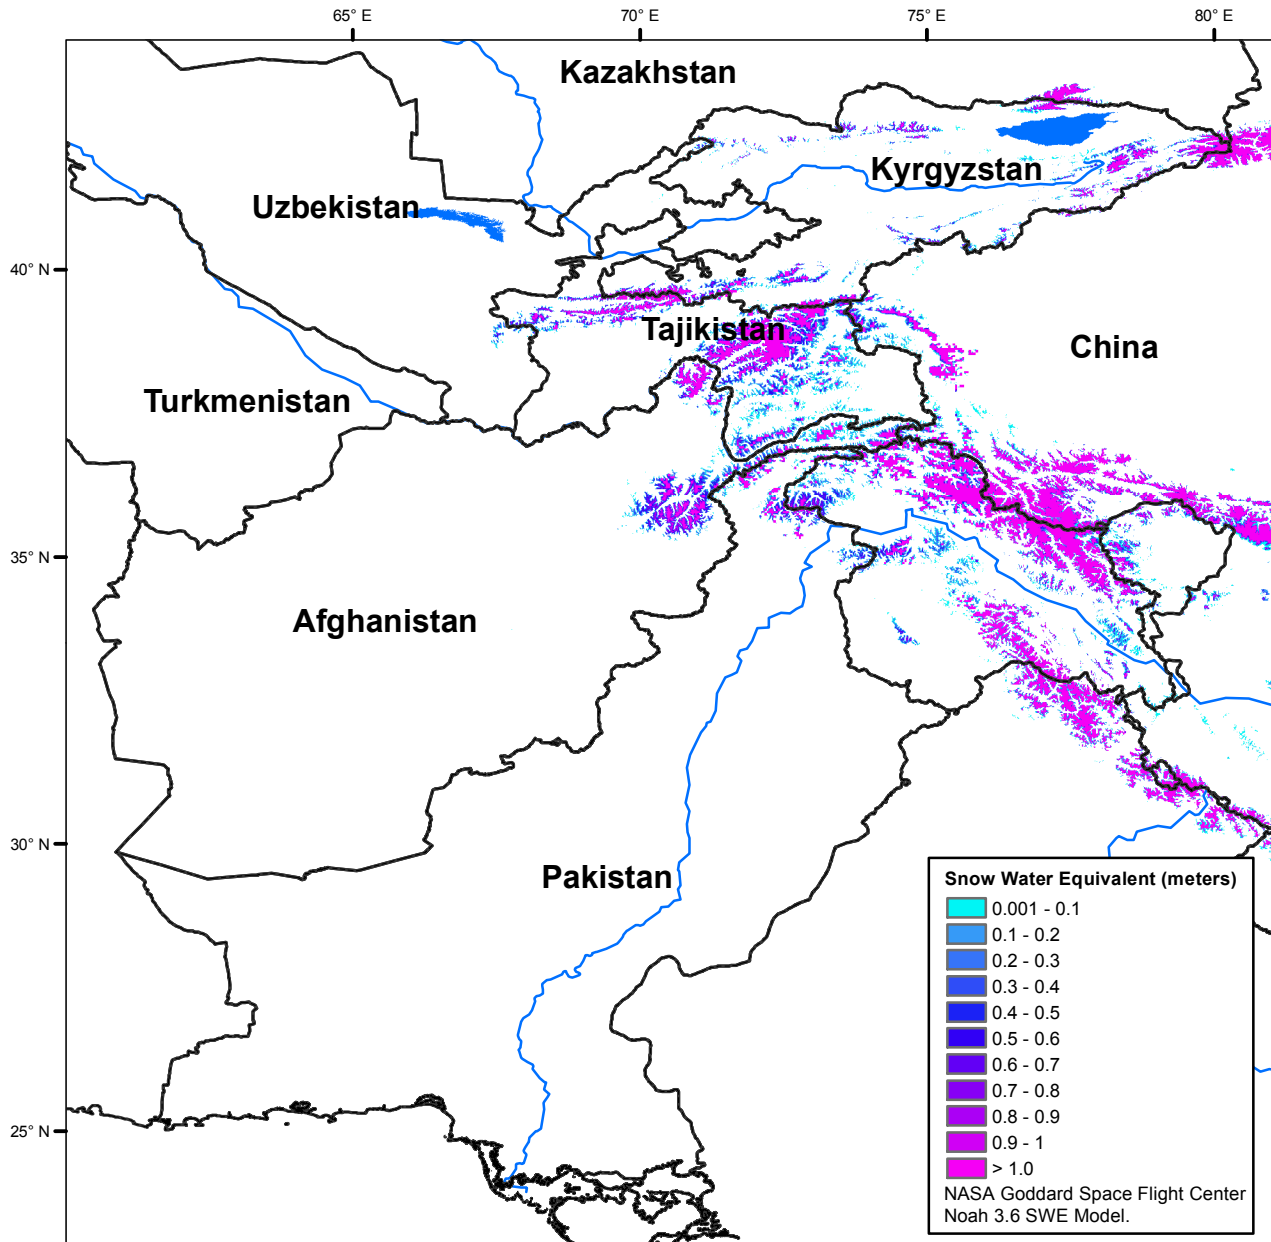 65° E
70° E
75° E
80° E
Kazakhstan
Kyrgyzstan
Uzbekistan
40° N
Tajikistan
China
Turkmenistan
35° N
Afghanistan
30° N
Pakistan
Snow Water Equivalent (meters)
0.001 - 0.1
0.1 - 0.2
0.2 - 0.3
0.3 - 0.4
0.4 - 0.5
0.5 - 0.6
0.6 - 0.7
0.7 - 0.8
0.8 - 0.9
0.9 - 1
> 1.0
NASA Goddard Space Flight Center
Noah 3.6 SWE Model.
25° N